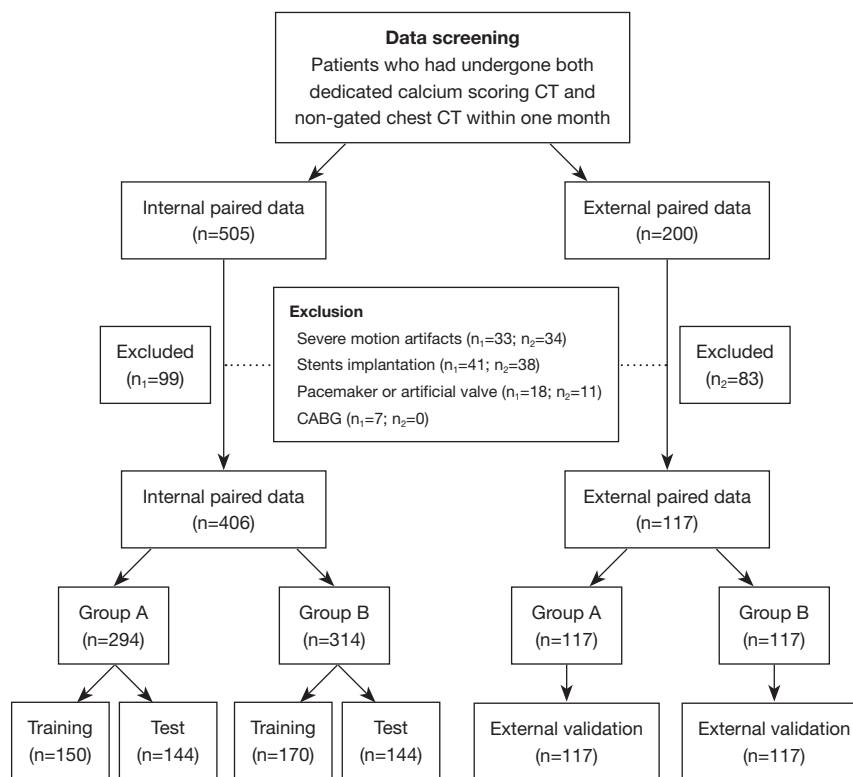 Data screening
Patients who had undergone both
dedicated calcium scoring CT and
non-gated chest CT within one month
Internal paired data
(n=505)
External paired data
(n=200)
Excluded
(n₁=99)
Exclusion
Severe motion artifacts (n₁=33; n₂=34)
Stents implantation (n₁=41; n₂=38)
Pacemaker or artificial valve (n₁=18; n₂=11)
CABG (n₁=7; n₂=0)
Excluded
(n₂=83)
Internal paired data
(n=406)
External paired data
(n=117)
Group A
(n=294)
Group B
(n=314)
Group A
(n=117)
Group B
(n=117)
Training
(n=150)
Test
(n=144)
Training
(n=170)
Test
(n=144)
External validation
(n=117)
External validation
(n=117)